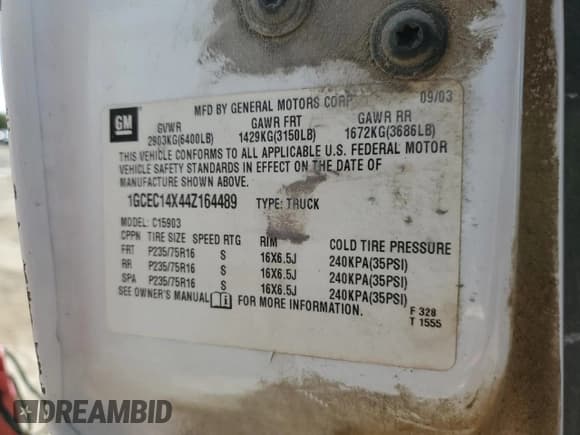 MFD BY GENERAL MOTORS CORP 09/03
GM GVWR GAWR FRT GAWR RR
2903KG(6400LB) 1429KG(3150LB) 1672KG(3686LB)
THIS VEHICLE CONFORMS TO ALL APPLICABLE U.S. FEDERAL MOTOR
VEHICLE SAFETY STANDARDS IN EFFECT ON THE DATE OF
MANUFACTURE SHOWN ABOVE.
1GCEC14X44Z164489 TYPE: TRUCK
MODEL: C15903
CPPN TIRE SIZE SPEED RTG RIM COLD TIRE PRESSURE
FRT P235/75R16 S 16X6.5J 240KPA(35PSI)
RR P235/75R16 S 16X6.5J 240KPA(35PSI)
SPA P235/75R16 S 16X6.5J 240KPA(35PSI)
SEE OWNER'S MANUAL FOR MORE INFORMATION.
F 328
T 1555
DREAMBID